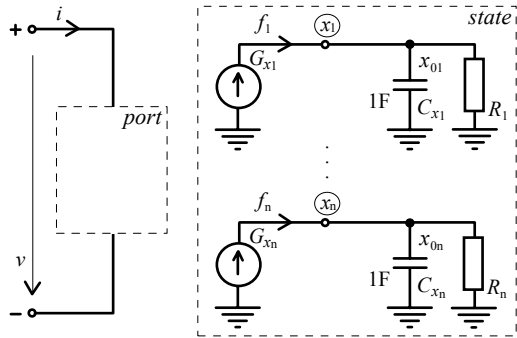 + i
port
v
−
state
f1 x1
Gx1
x01
1F Cx1 R1
. . .
fn xn
Gxn
x0n
1F Cxn Rn